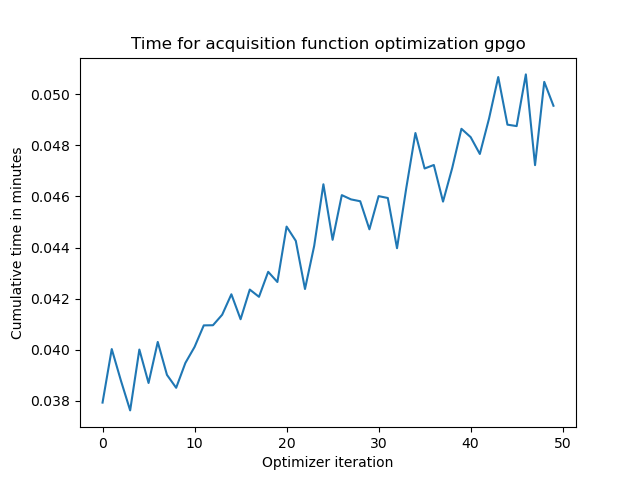 Time for acquisition function optimization gpgo
0.050
0.048
0.046
0.044
0.042
0.040
0.038
Cumulative time in minutes
0 10 20 30 40 50
Optimizer iteration